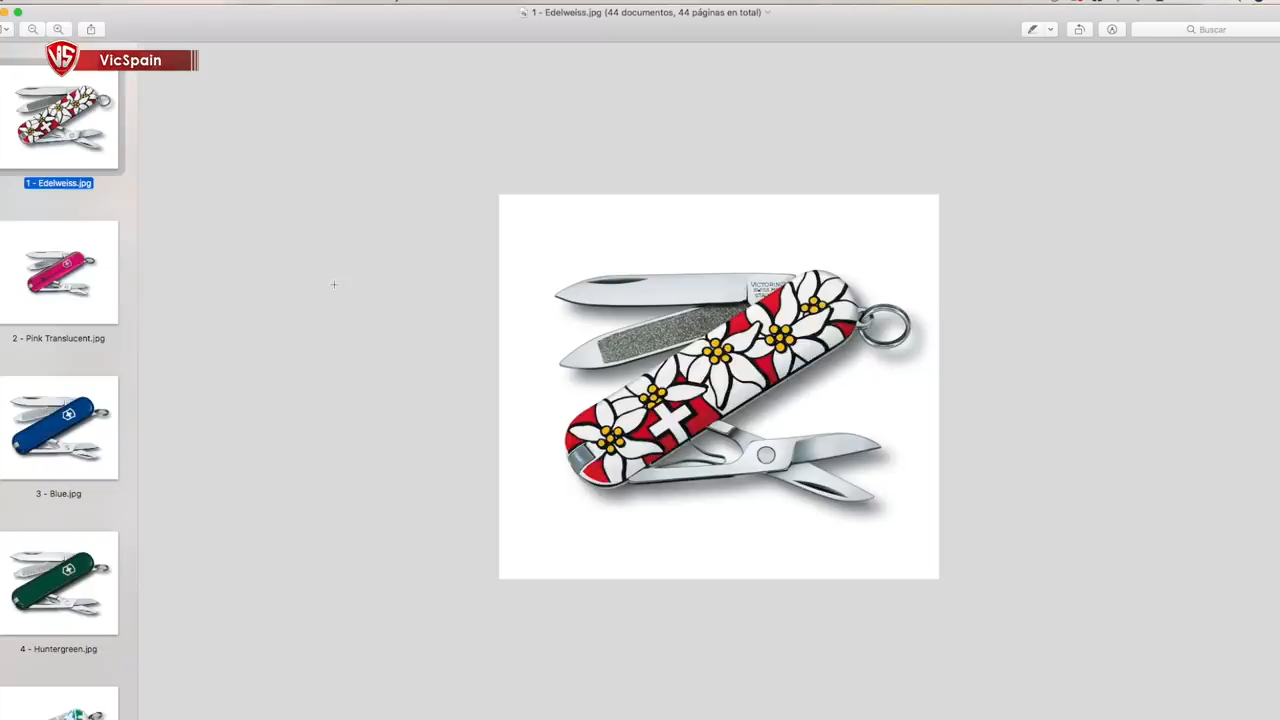 1 - Edelweiss.jpg (44 documentos, 44 páginas en total)
Buscar
VS
VicSpain
1 - Edelweiss.jpg
2 - Pink Translucent.jpg
3 - Blue.jpg
4 - Huntergreen.jpg